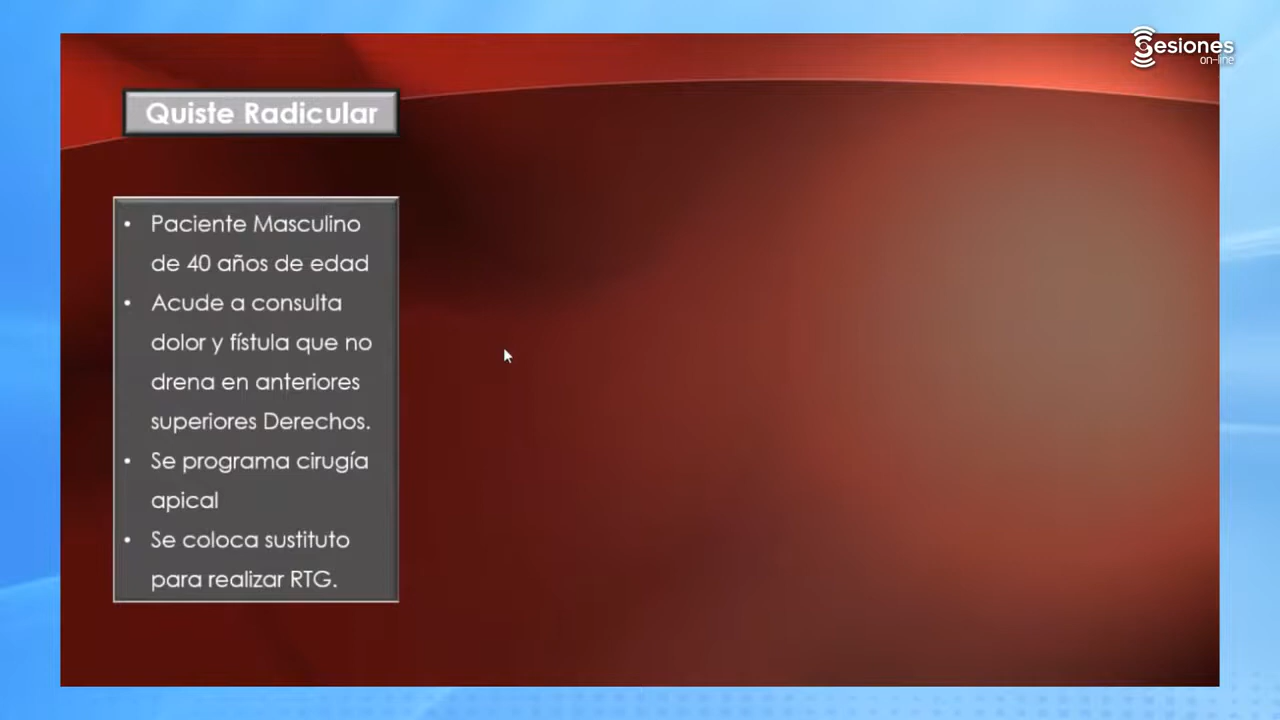 Sesiones
on-line
Quiste Radicular
• Paciente Masculino
de 40 años de edad
• Acude a consulta
dolor y fístula que no
drena en anteriores
superiores Derechos.
• Se programa cirugía
apical
• Se coloca sustituto
para realizar RTG.